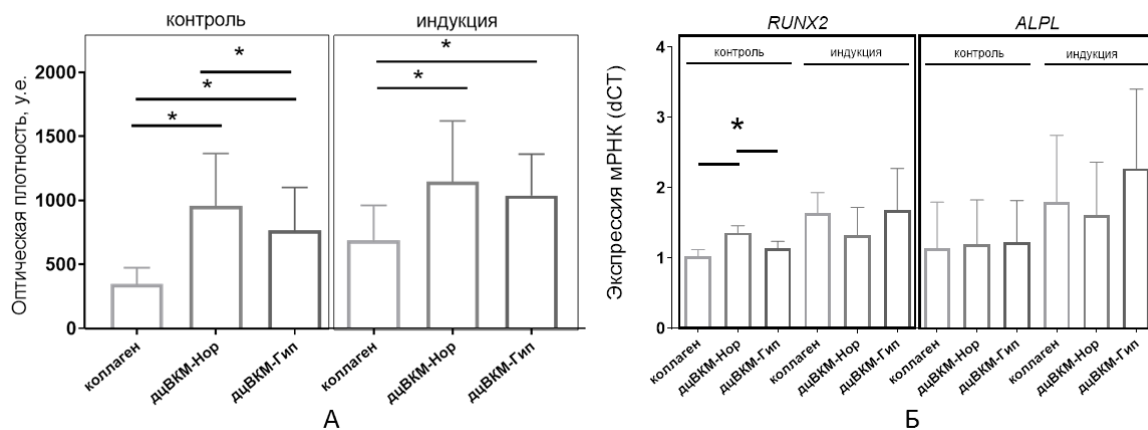 контроль
индукция
Оптическая плотность, у.е.
2000
1500
1000
500
0
*
*
*
*
*
коллаген
дцВКМ-Нор
дцВКМ-Гип
коллаген
дцВКМ-Нор
дцВКМ-Гип
А
RUNX2
ALPL
Экспрессия мРНК (dCT)
4
3
2
1
0
контроль
индукция
контроль
индукция
*
коллаген
дцВКМ-Нор
дцВКМ-Гип
коллаген
дцВКМ-Нор
дцВКМ-Гип
коллаген
дцВКМ-Нор
дцВКМ-Гип
коллаген
дцВКМ-Нор
дцВКМ-Гип
Б